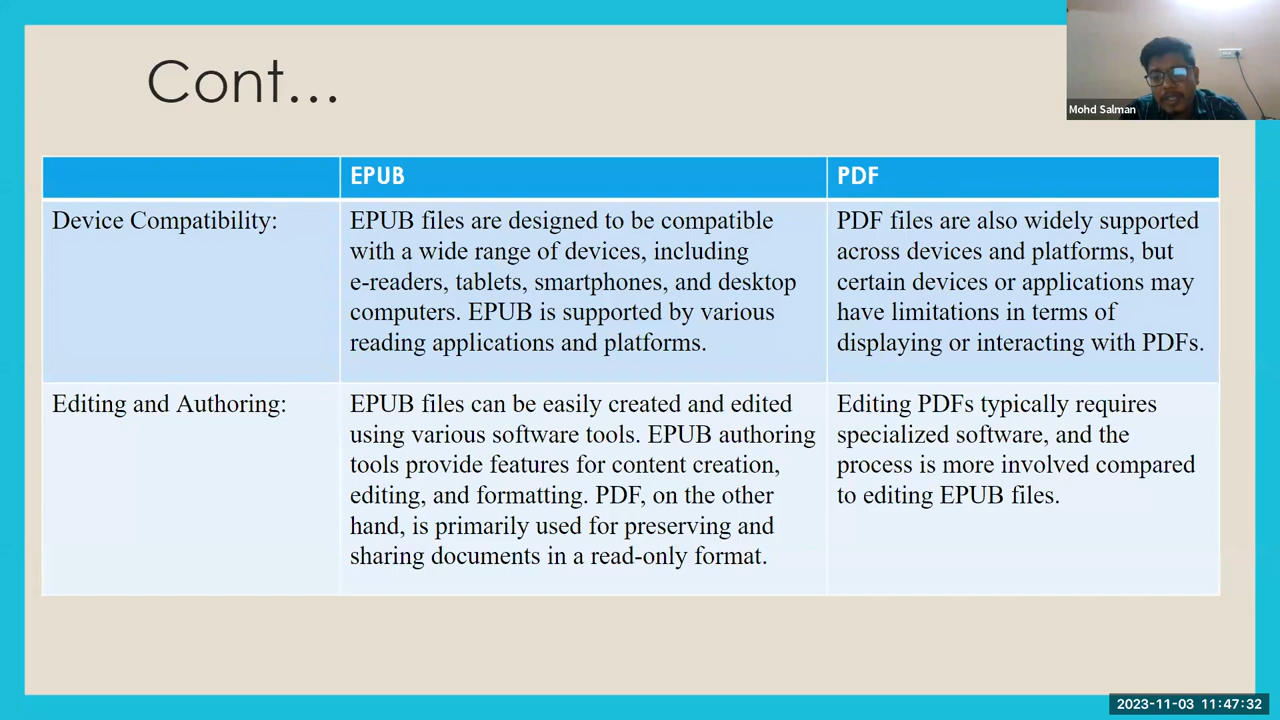 Cont...
Mohd Salman
EPUB
PDF
Device Compatibility:
EPUB files are designed to be compatible
with a wide range of devices, including
e-readers, tablets, smartphones, and desktop
computers. EPUB is supported by various
reading applications and platforms.
PDF files are also widely supported
across devices and platforms, but
certain devices or applications may
have limitations in terms of
displaying or interacting with PDFs.
Editing and Authoring:
EPUB files can be easily created and edited
using various software tools. EPUB authoring
tools provide features for content creation,
editing, and formatting. PDF, on the other
hand, is primarily used for preserving and
sharing documents in a read-only format.
Editing PDFs typically requires
specialized software, and the
process is more involved compared
to editing EPUB files.
2023-11-03 11:47:32